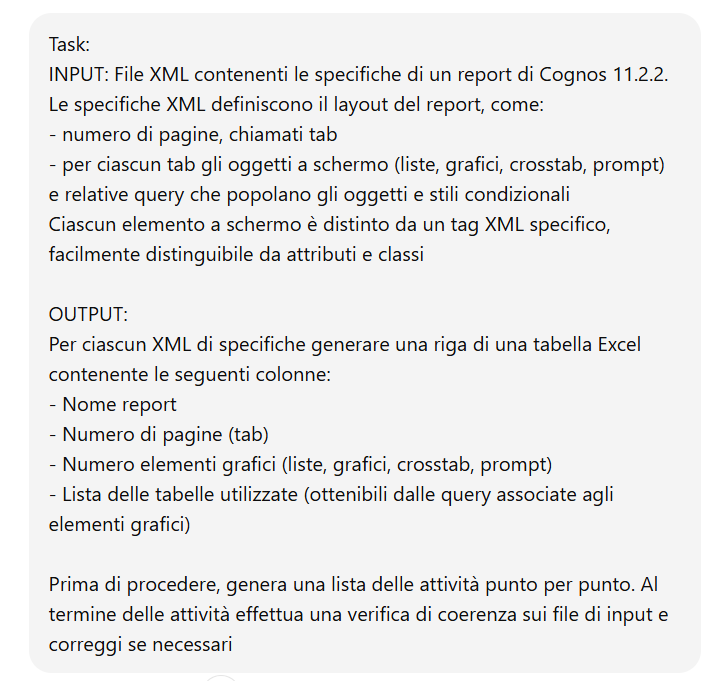 Task:
INPUT: File XML contenenti le specifiche di un report di Cognos 11.2.2.
Le specifiche XML definiscono il layout del report, come:
- numero di pagine, chiamati tab
- per ciascun tab gli oggetti a schermo (liste, grafici, crosstab, prompt)
e relative query che popolano gli oggetti e stili condizionali
Ciascun elemento a schermo è distinto da un tag XML specifico,
facilmente distinguibile da attributi e classi

OUTPUT:
Per ciascun XML di specifiche generare una riga di una tabella Excel
contenente le seguenti colonne:
- Nome report
- Numero di pagine (tab)
- Numero elementi grafici (liste, grafici, crosstab, prompt)
- Lista delle tabelle utilizzate (ottenibili dalle query associate agli
elementi grafici)

Prima di procedere, genera una lista delle attività punto per punto. Al
termine delle attività effettua una verifica di coerenza sui file di input e
correggi se necessari